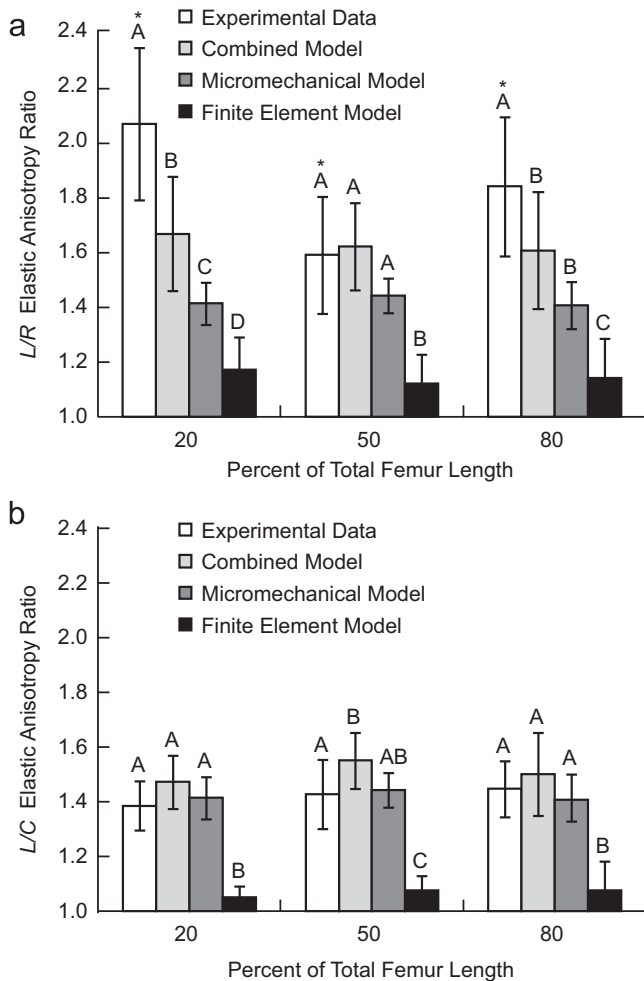 a
L/R Elastic Anisotropy Ratio
2.4
2.2
2.0
1.8
1.6
1.4
1.2
1.0
Experimental Data
Combined Model
Micromechanical Model
Finite Element Model
*
A
B
C
D
*
A
A
A
B
*
A
B
B
C
20
50
80
Percent of Total Femur Length
b
L/C Elastic Anisotropy Ratio
2.4
2.2
2.0
1.8
1.6
1.4
1.2
1.0
Experimental Data
Combined Model
Micromechanical Model
Finite Element Model
A
A
A
B
A
B
AB
C
A
A
A
B
20
50
80
Percent of Total Femur Length